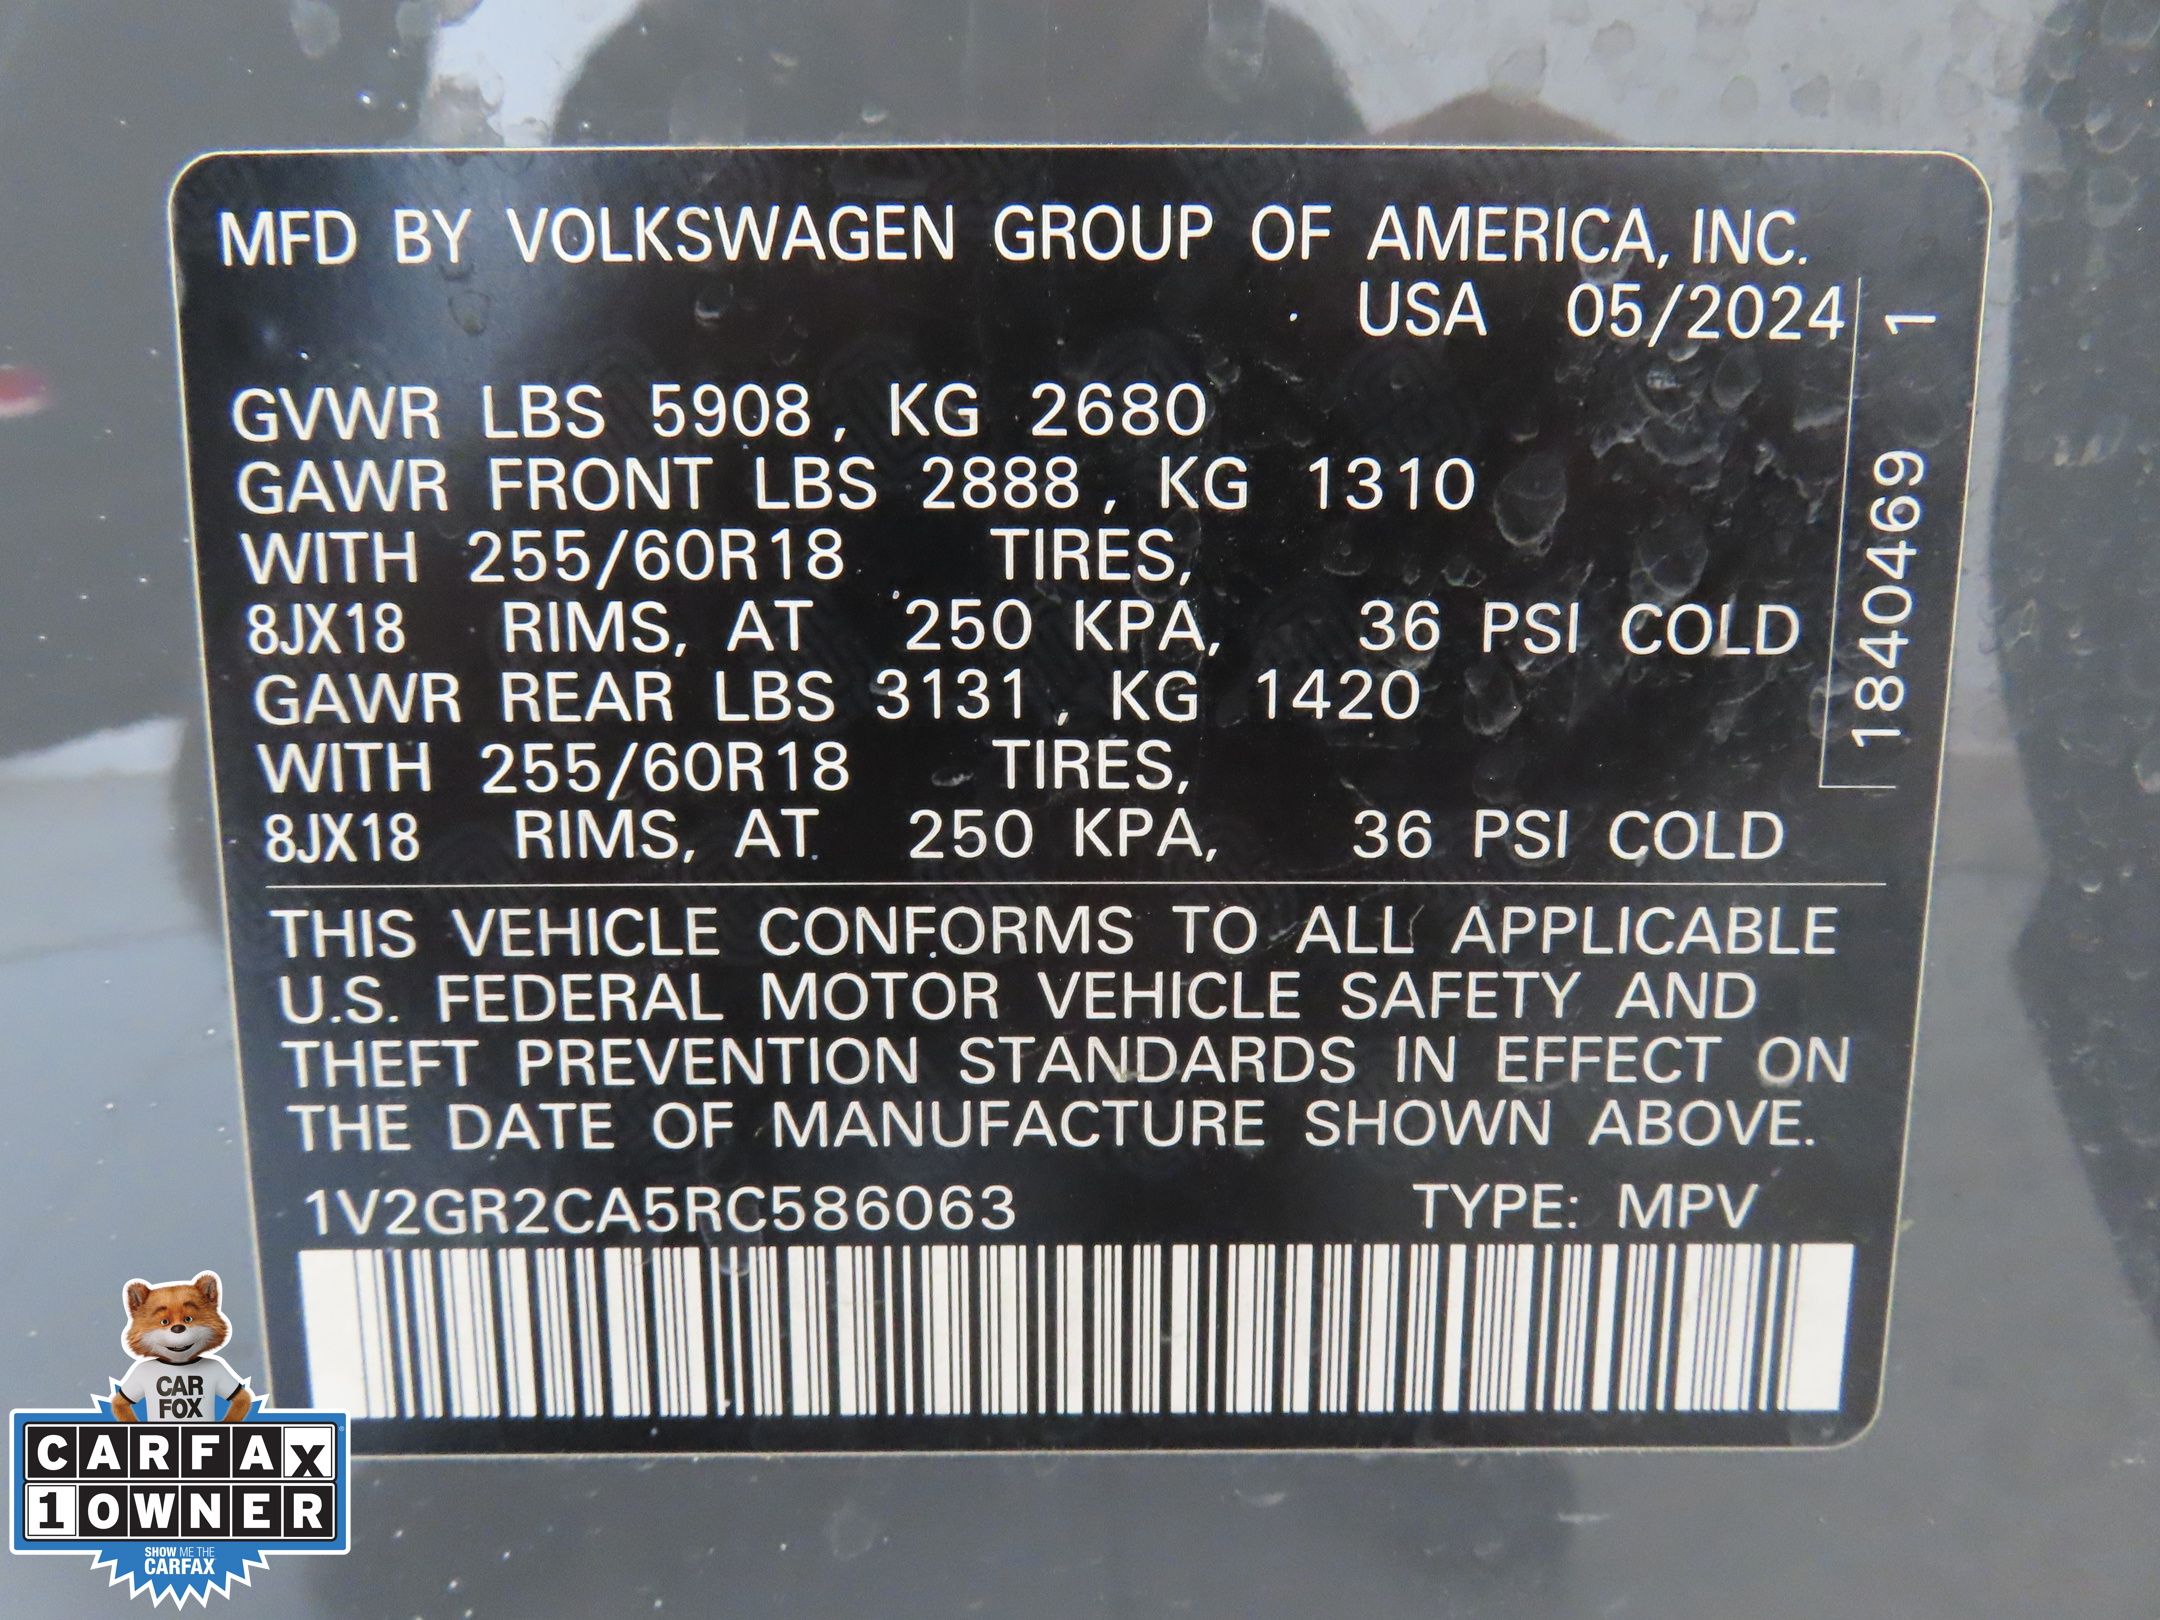 MFD BY VOLKSWAGEN GROUP OF AMERICA, INC.
USA 05/2024
GVWR LBS 5908, KG 2680
GAWR FRONT LBS 2888, KG 1310
WITH 255/60R18 TIRES,
8JX18 RIMS, AT 250 KPA, 36 PSI COLD
GAWR REAR LBS 3131, KG 1420
WITH 255/60R18 TIRES,
8JX18 RIMS, AT 250 KPA, 36 PSI COLD
1840469 1
THIS VEHICLE CONFORMS TO ALL APPLICABLE
U.S. FEDERAL MOTOR VEHICLE SAFETY AND
THEFT PREVENTION STANDARDS IN EFFECT ON
THE DATE OF MANUFACTURE SHOWN ABOVE.
1V2GR2CA5RC586063 TYPE: MPV
CAR
FOX
CARFAX
1 OWNER
SHOW ME THE
CARFAX